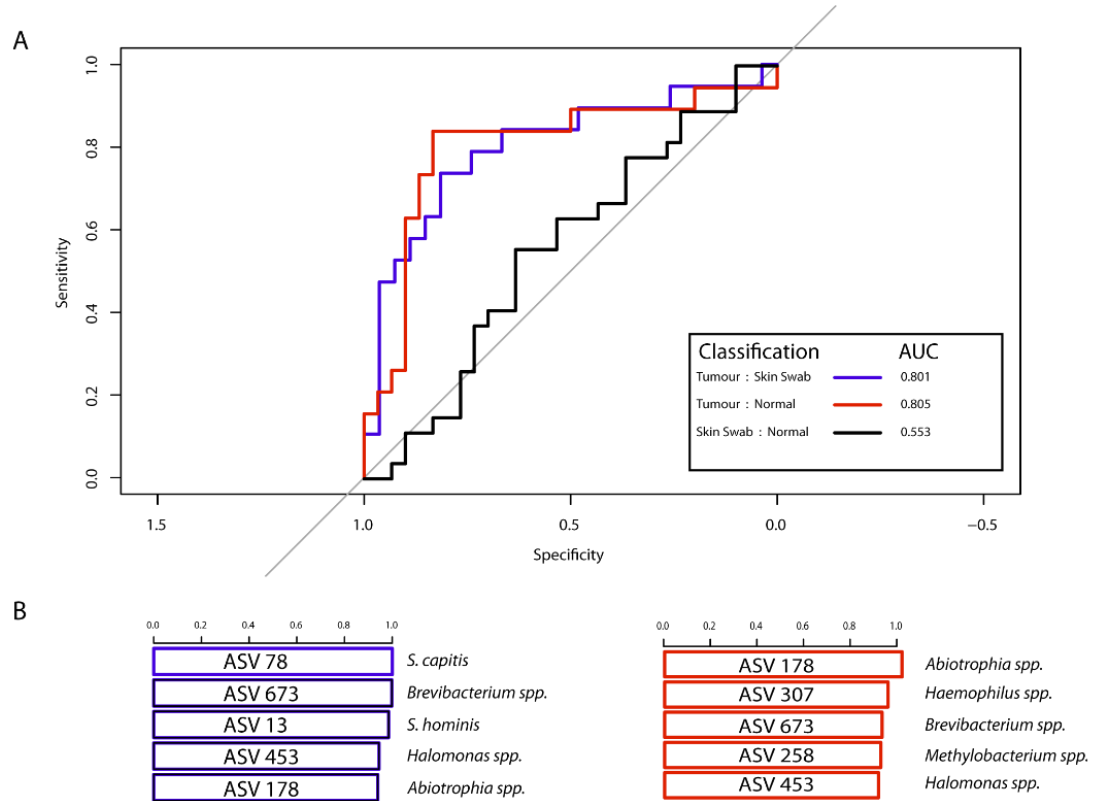 A
1.0
0.8
0.6
0.4
0.2
0.0
Sensitivity
1.5 1.0 0.5 0.0 −0.5
Specificity
Classification AUC
Tumour : Skin Swab 0.801
Tumour : Normal 0.805
Skin Swab : Normal 0.553
B
0.0 0.2 0.4 0.6 0.8 1.0
ASV 78 S. capitis
ASV 673 Brevibacterium spp.
ASV 13 S. hominis
ASV 453 Halomonas spp.
ASV 178 Abiotrophia spp.
0.0 0.2 0.4 0.6 0.8 1.0
ASV 178 Abiotrophia spp.
ASV 307 Haemophilus spp.
ASV 673 Brevibacterium spp.
ASV 258 Methylobacterium spp.
ASV 453 Halomonas spp.